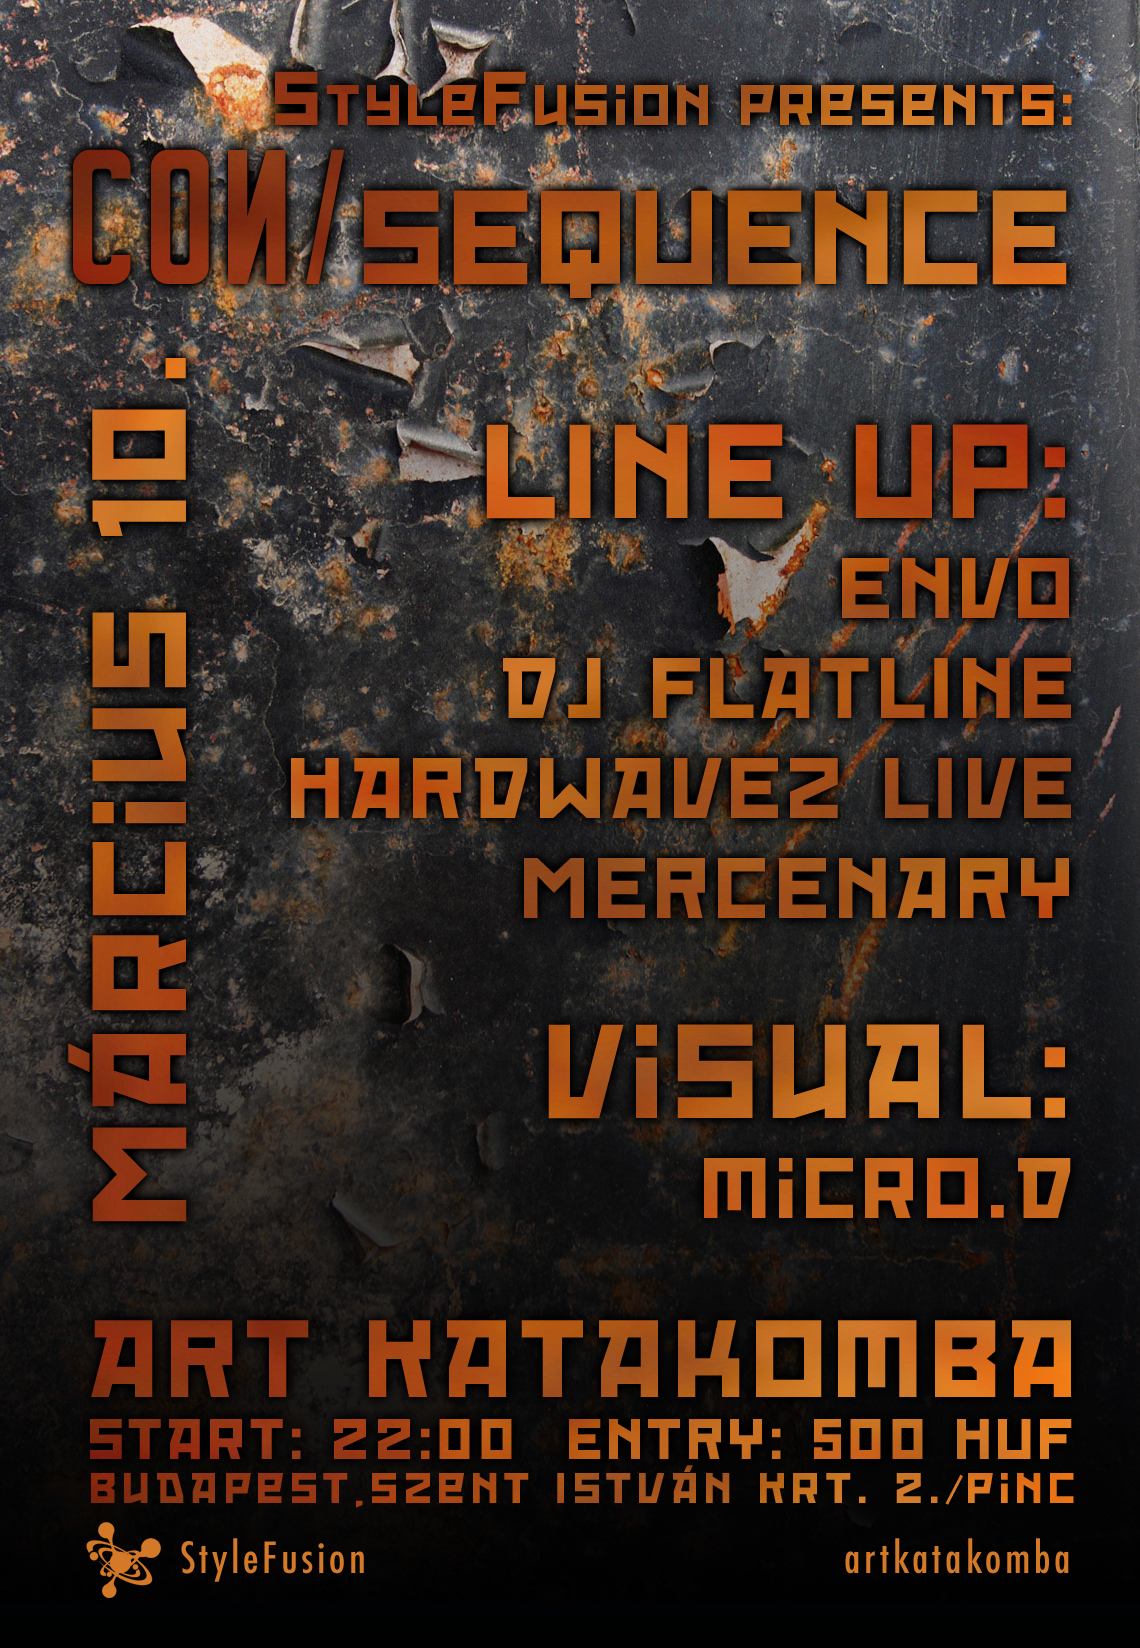 StyleFusion presents:
CON/SEQUENCE
MÁRCiUS 10.
LINE UP:
ENVO
DJ FLATLINE
HARDWAVEZ LIVE
MERCENARY
ViSUAL:
MiCRO.D
ART KATAKOMBA
START: 22:00 ENTRY: 500 HUF
BUDAPEST,SZENT ISTVÁN KRT. 2./PiNC
StyleFusion
artkatakomba